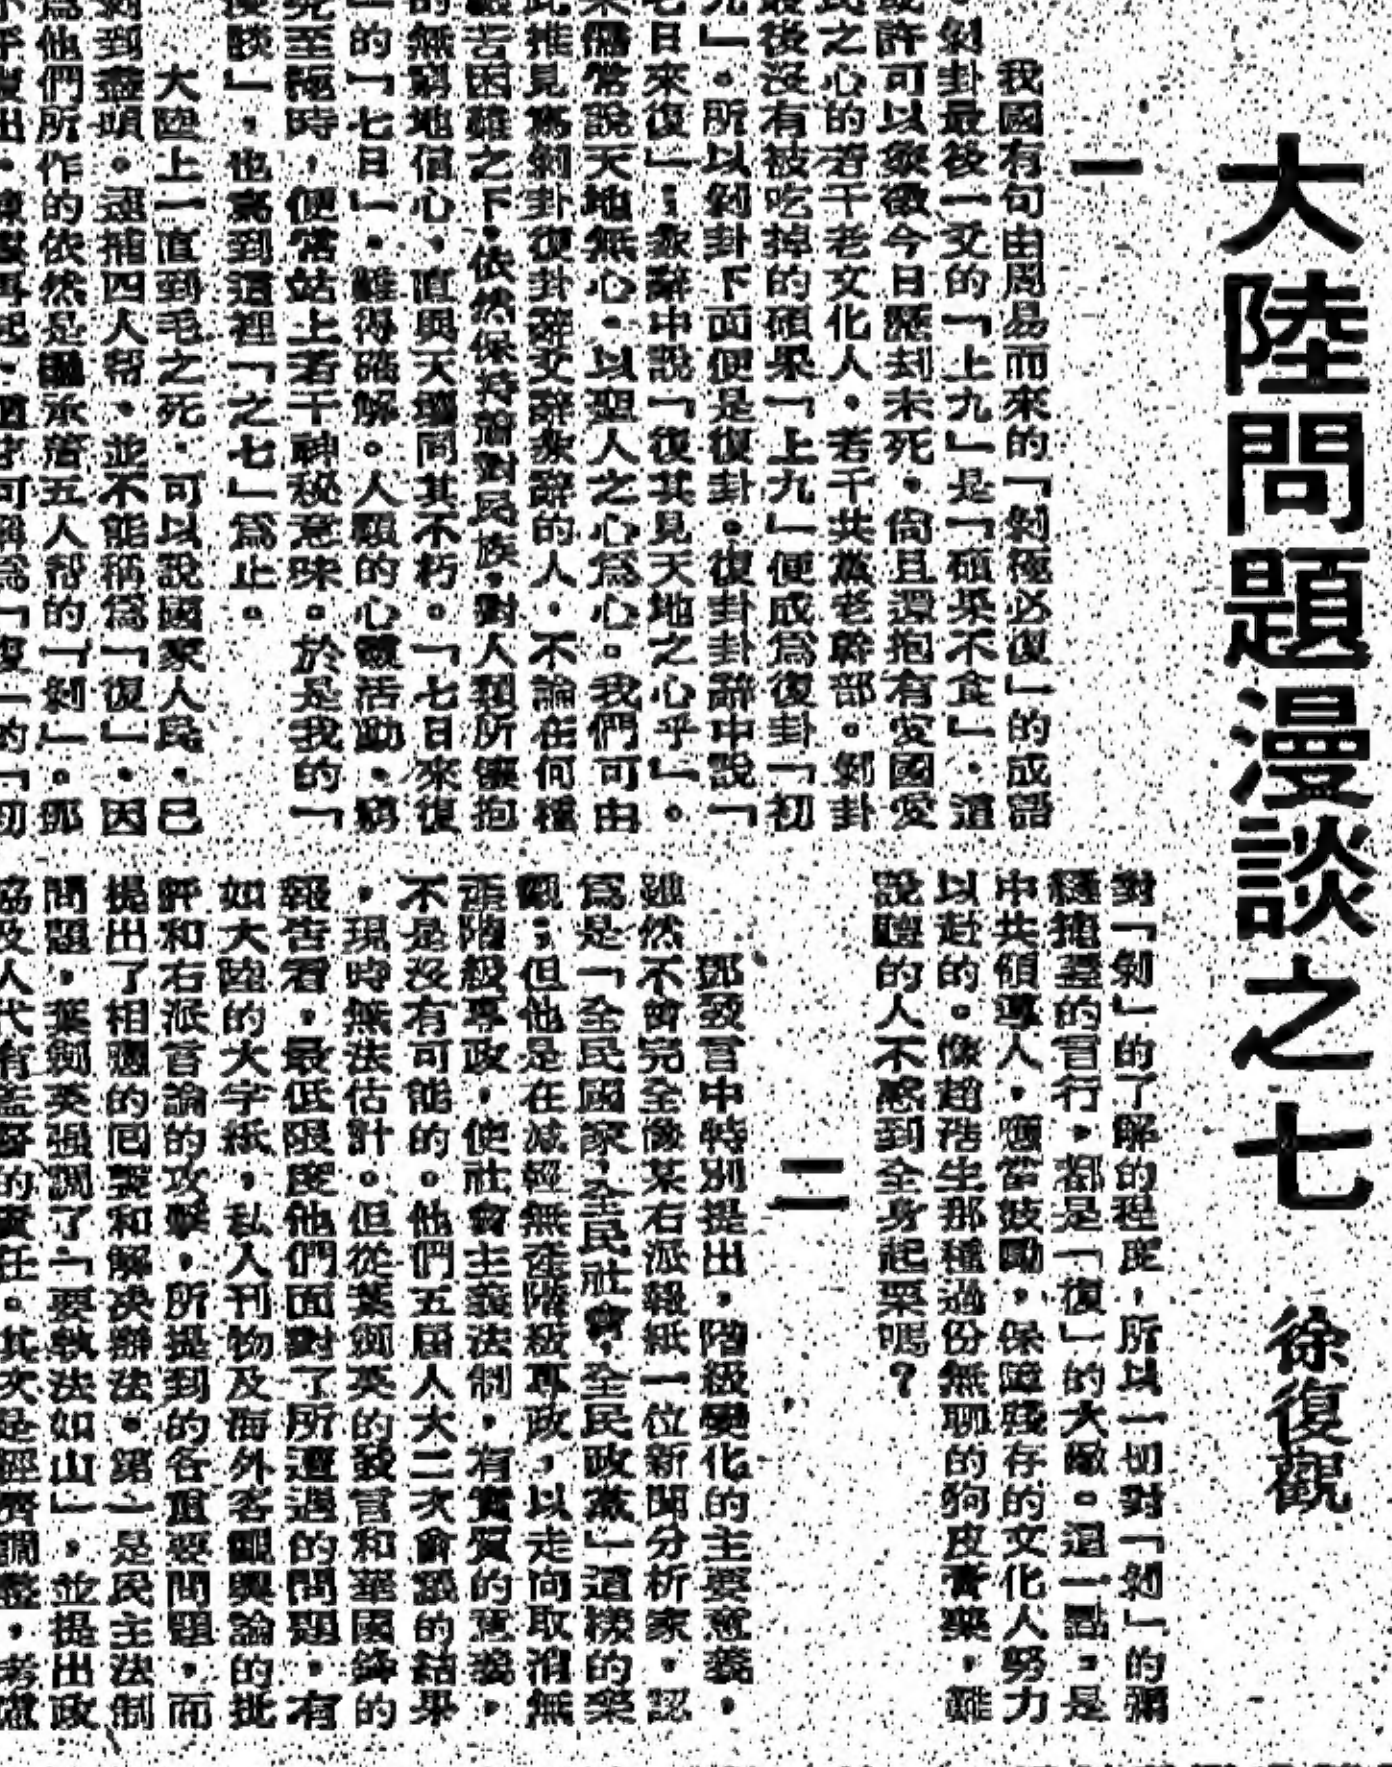 大陸問題漫談之七
徐復觀
一
我國有句由周易而來的「剝極必復」的成語
剝卦最後一爻的「上九」是「碩果不食」,這
或許可以象徵今日歷劫未死,尚且還抱有愛國愛
民之心的若干老文化人,若干共黨老幹部。剝卦
最後沒有被吃掉的碩果「上九」便成爲復卦「初
九」。所以剝卦下面便是復卦。復卦卦辭中說「
七日來復」;彖辭中說「復其見天地之心乎」。
宋儒常說天地無心,以聖人之心爲心。我們可由
此推見寫剝卦復卦辭爻辭彖辭的人,不論在何種
艱苦困難之下,依然保持着對民族,對人類所懷抱
的無窮地信心,直與天壤同其不朽。「七日來復
」的「七日」,難得確解。人類的心靈活動,窮
究至極時,便常站上若干神秘意味。於是我的「
漫談」,也寫到這裡「之七」爲止。
大陸上一直到毛之死,可以說國家人民,已
剝到盡頭。逮捕四人幫,並不能稱爲「復」,因
爲他們所作的依然是繼承着五人幫的「剝」。鄧
對「剝」的了解的程度,所以一切對「剝」的彌
縫掩蓋的言行,都是「復」的大敵。這一點,是
中共領導人,應當鼓勵,保障殘存的文化人努力
以赴的。像趙浩生那種過份無聊的狗皮膏藥,難
說聽的人不感到全身起栗嗎?
二
鄧發言中特別提出,階級變化的主要意義,
雖然不會完全像某右派報紙一位新聞分析家,認
爲是「全民國家,全民社會,全民政黨」這樣的樂
觀;但他是在減輕無產階級專政,以走向取消無
產階級專政,使社會主義法制,有實質的意義,
不是沒有可能的。他們五屆人大二次會議的結果
,現時無法估計。但從葉劍英的發言和華國鋒的
報告看,最低限度他們面對了所遭遇的問題,有
如大陸的大字紙,私人刊物及海外客觀輿論的批
評和右派言論的攻擊,所提到的各重要問題,而
提出了相應的回答和解決辦法。第一是民主法制
問題,葉劍英强調了「要執法如山」,並提出政
協及人代有監督的責任。其次是經濟調整,考慮